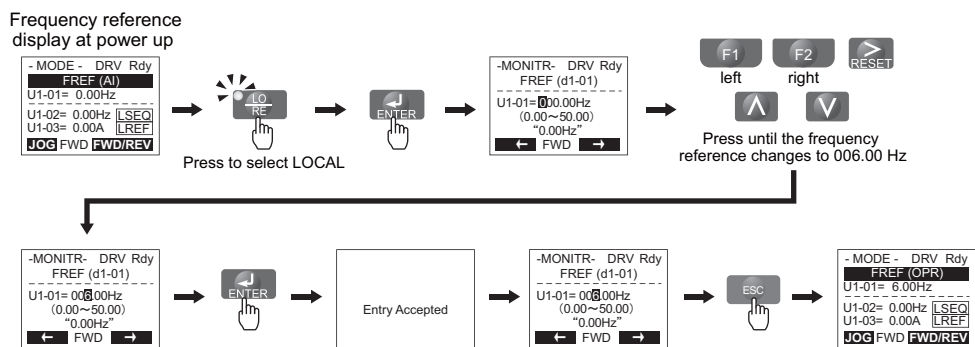 Frequency reference
display at power up
- MODE - DRV Rdy
FREF (AI)
U1-01= 0.00Hz
U1-02= 0.00Hz LSEQ
U1-03= 0.00A LREF
JOG FWD FWD/REV
LO
RE
Press to select LOCAL
ENTER
-MONITR- DRV Rdy
FREF (d1-01)
U1-01= 000.00Hz
(0.00～50.00)
“0.00Hz”
← FWD →
F1
left
F2
right
>
RESET
∧
∨
Press until the frequency
reference changes to 006.00 Hz
-MONITR- DRV Rdy
FREF (d1-01)
U1-01= 006.00Hz
(0.00～50.00)
“0.00Hz”
← FWD →
ENTER
Entry Accepted
-MONITR- DRV Rdy
FREF (d1-01)
U1-01= 006.00Hz
(0.00～50.00)
“0.00Hz”
← FWD →
ESC
- MODE - DRV Rdy
FREF (OPR)
U1-01= 6.00Hz
U1-02= 0.00Hz LSEQ
U1-03= 0.00A LREF
JOG FWD FWD/REV